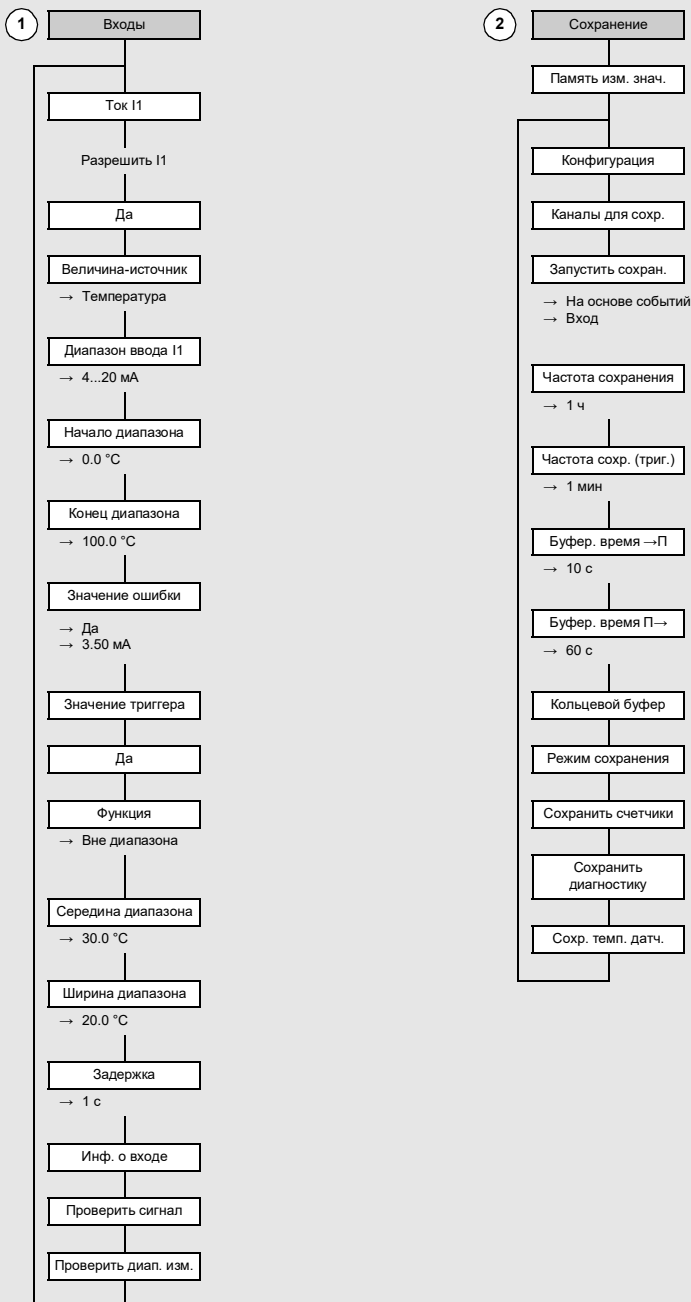 1
Входы
Ток I1
Разрешить I1
Да
Величина-источник
→ Температура
Диапазон ввода I1
→ 4...20 мА
Начало диапазона
→ 0.0 °C
Конец диапазона
→ 100.0 °C
Значение ошибки
→ Да
→ 3.50 мА
Значение триггера
Да
Функция
→ Вне диапазона
Середина диапазона
→ 30.0 °C
Ширина диапазона
→ 20.0 °C
Задержка
→ 1 с
Инф. о входе
Проверить сигнал
Проверить диап. изм.
2
Сохранение
Память изм. знач.
Конфигурация
Каналы для сохр.
Запустить сохран.
→ На основе событий
→ Вход
Частота сохранения
→ 1 ч
Частота сохр. (триг.)
→ 1 мин
Буфер. время →П
→ 10 с
Буфер. время П→
→ 60 с
Кольцевой буфер
Режим сохранения
Сохранить счетчики
Сохранить
диагностику
Сохр. темп. датч.